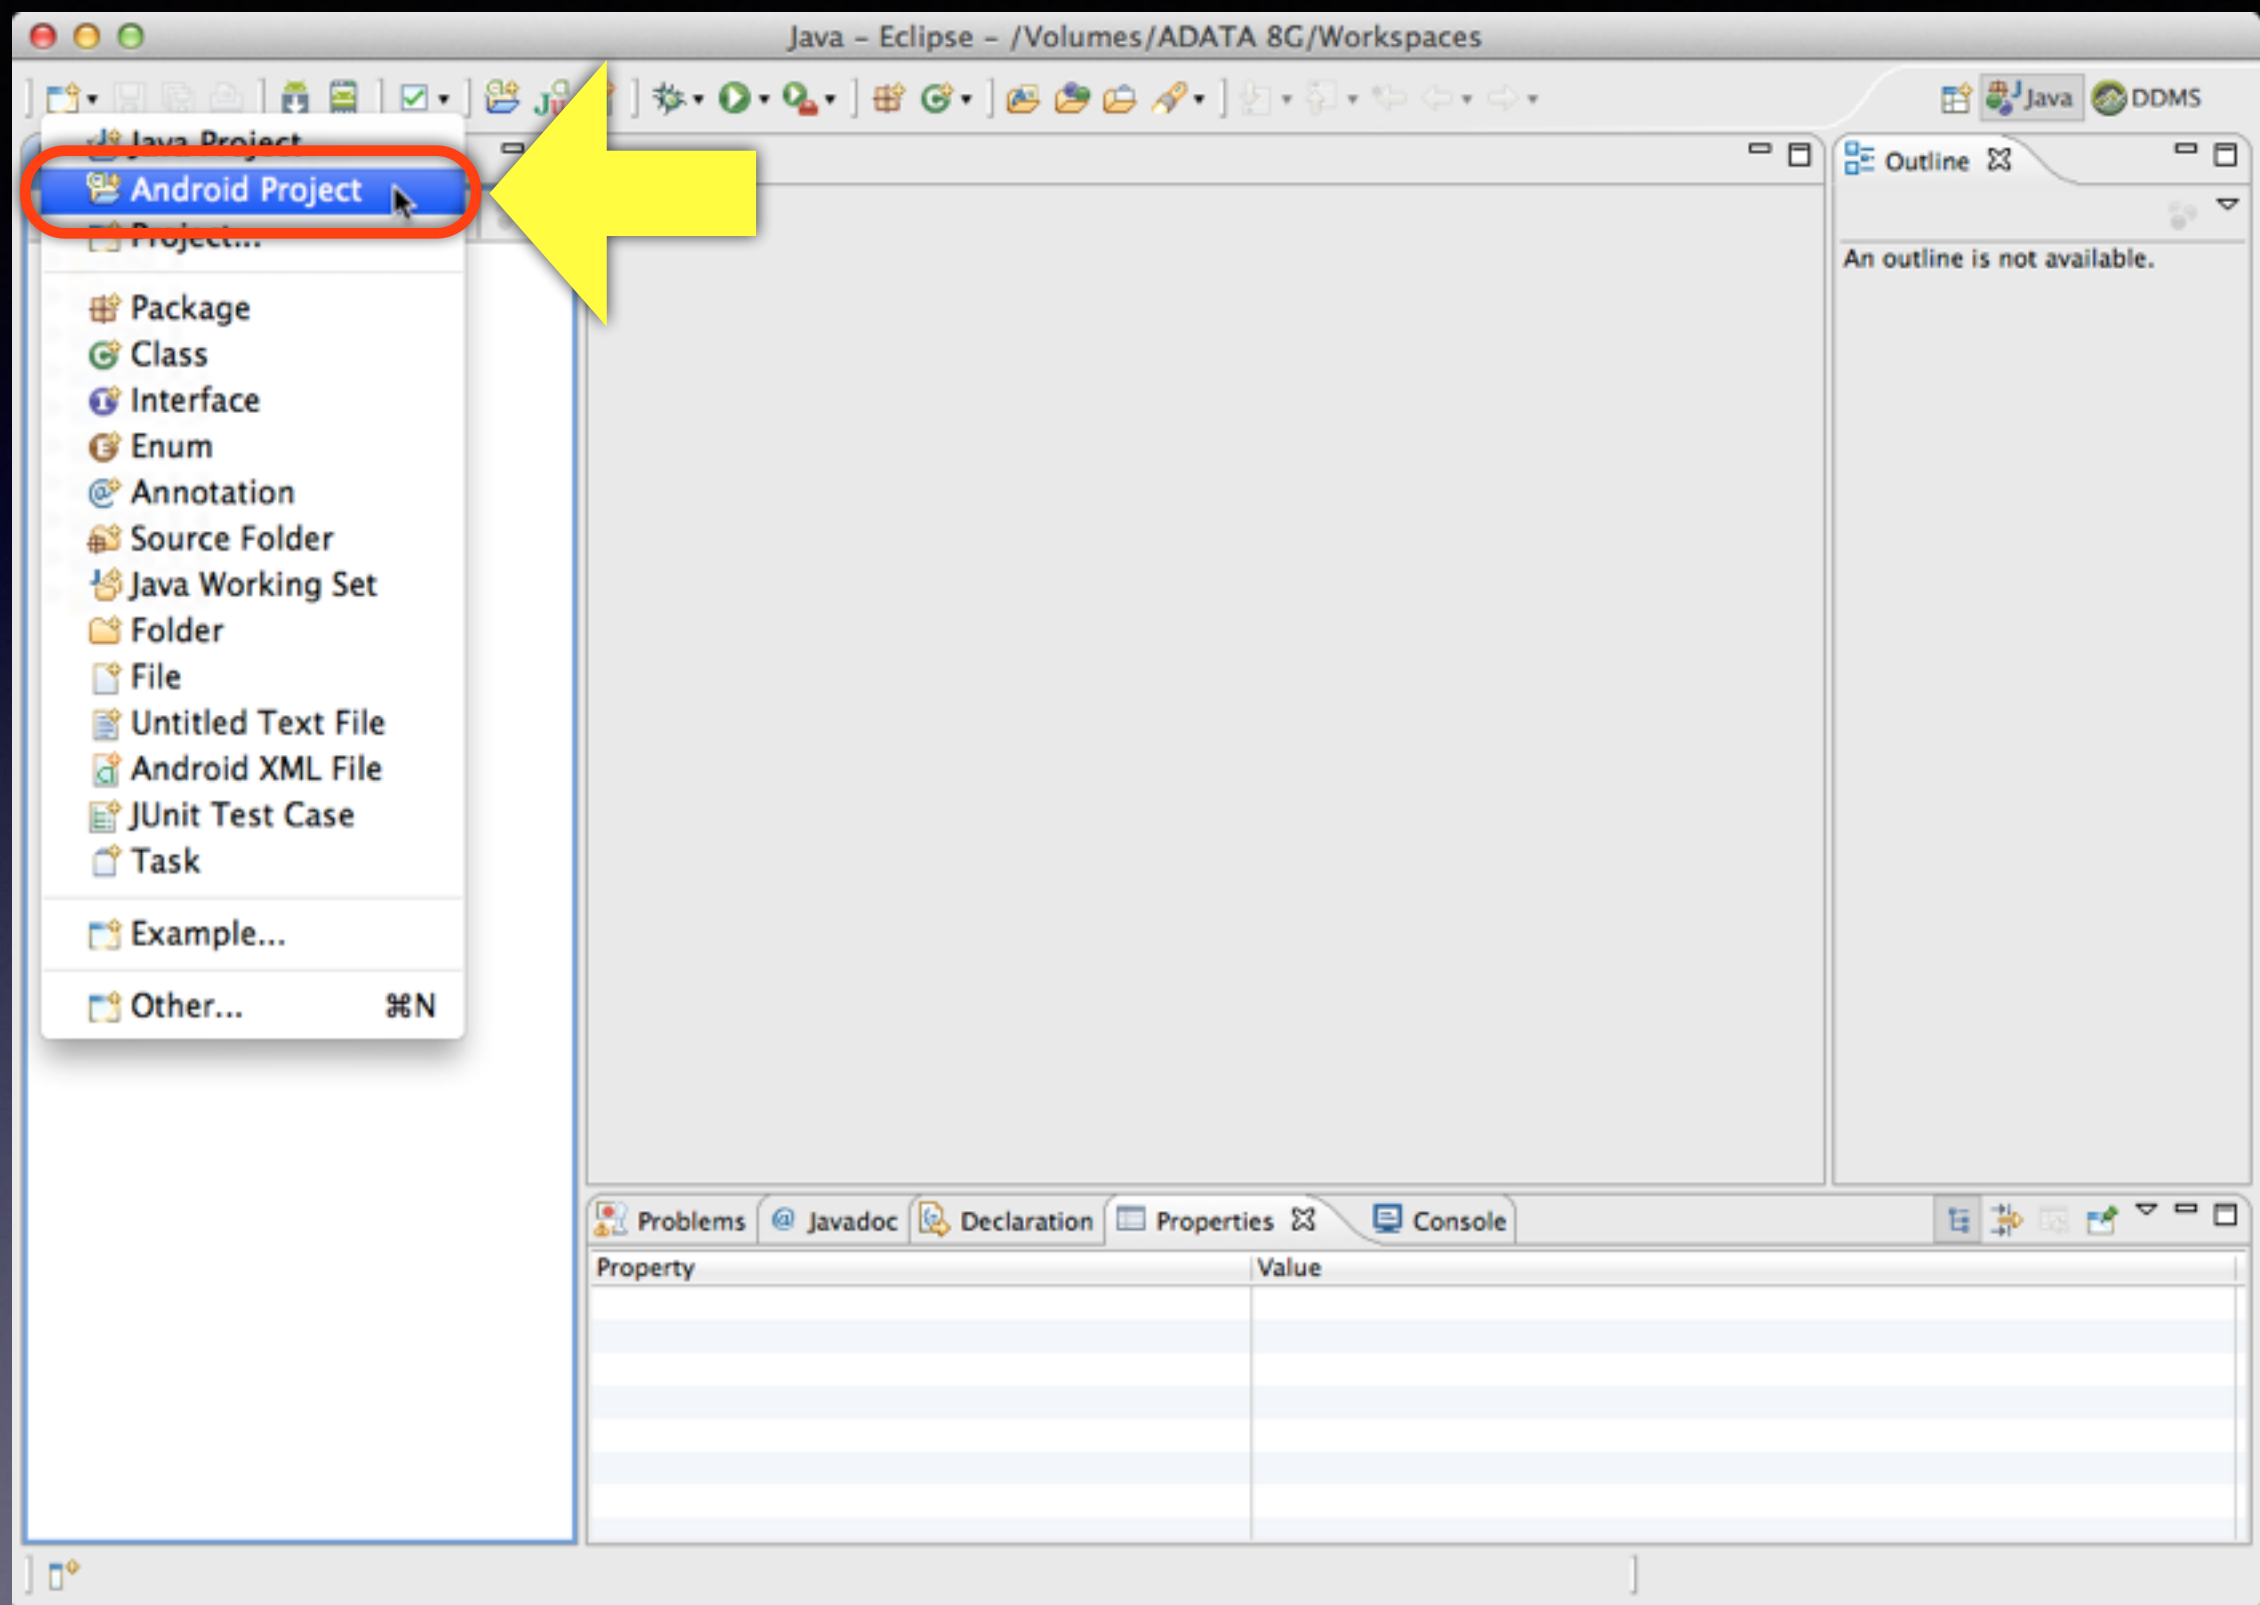 Java – Eclipse – /Volumes/ADATA 8G/Workspaces
Java
DDMS
Java Project
Android Project
Project...
Package
Class
Interface
Enum
Annotation
Source Folder
Java Working Set
Folder
File
Untitled Text File
Android XML File
JUnit Test Case
Task
Example...
Other... ⌘N
Outline
An outline is not available.
Problems
@ Javadoc
Declaration
Properties
Console
Property
Value